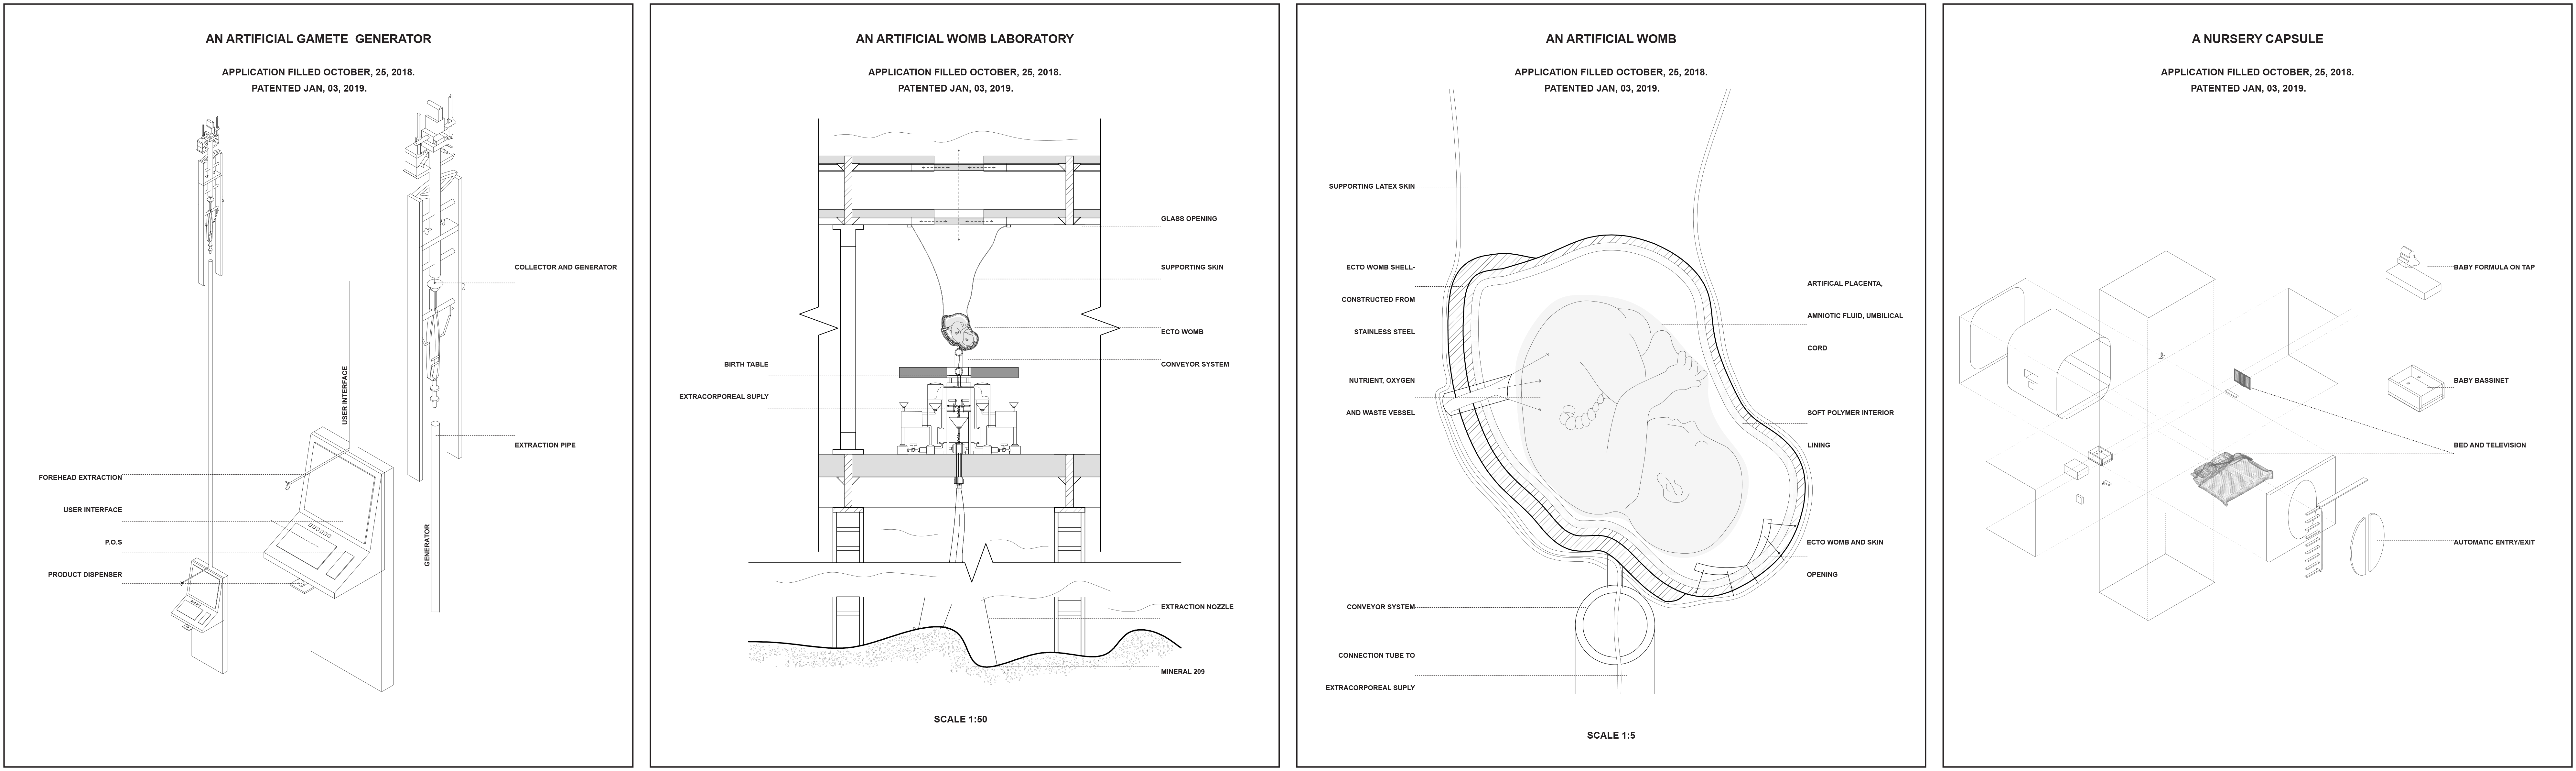 AN ARTIFICIAL GAMETE GENERATOR
APPLICATION FILLED OCTOBER, 25, 2018.
PATENTED JAN, 03, 2019.
COLLECTOR AND GENERATOR
USER INTERFACE
EXTRACTION PIPE
FOREHEAD EXTRACTION
USER INTERFACE
P.O.S
GENERATOR
PRODUCT DISPENSER
AN ARTIFICIAL WOMB LABORATORY
APPLICATION FILLED OCTOBER, 25, 2018.
PATENTED JAN, 03, 2019.
GLASS OPENING
SUPPORTING SKIN
ECTO WOMB
BIRTH TABLE
CONVEYOR SYSTEM
EXTRACORPOREAL SUPLY
EXTRACTION NOZZLE
MINERAL 209
SCALE 1:50
AN ARTIFICIAL WOMB
APPLICATION FILLED OCTOBER, 25, 2018.
PATENTED JAN, 03, 2019.
SUPPORTING LATEX SKIN
ECTO WOMB SHELL-
CONSTRUCTED FROM
STAINLESS STEEL
ARTIFICAL PLACENTA,
AMNIOTIC FLUID, UMBILICAL
CORD
NUTRIENT, OXYGEN
AND WASTE VESSEL
SOFT POLYMER INTERIOR
LINING
ECTO WOMB AND SKIN
OPENING
CONVEYOR SYSTEM
CONNECTION TUBE TO
EXTRACORPOREAL SUPLY
SCALE 1:5
A NURSERY CAPSULE
APPLICATION FILLED OCTOBER, 25, 2018.
PATENTED JAN, 03, 2019.
BABY FORMULA ON TAP
BABY BASSINET
BED AND TELEVISION
AUTOMATIC ENTRY/EXIT